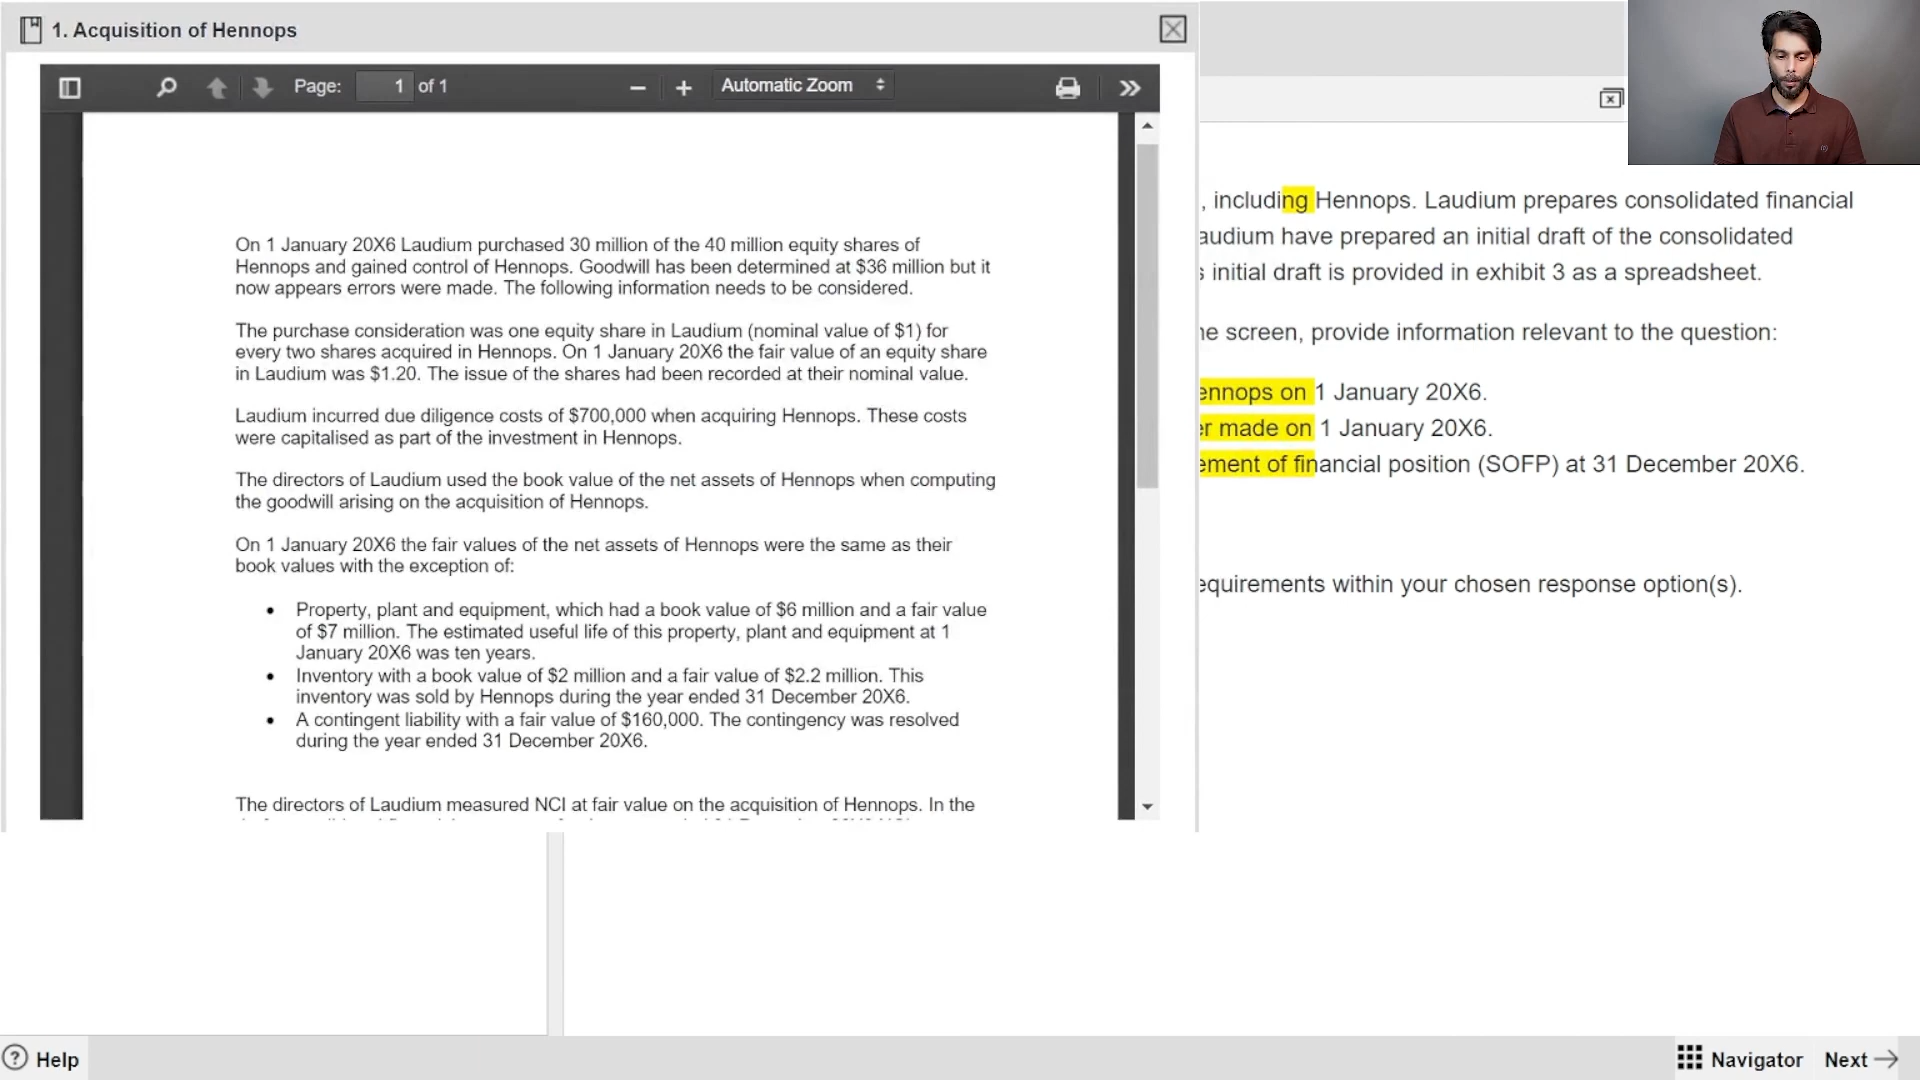 1. Acquisition of Hennops
Page: 1 of 1
Automatic Zoom
On 1 January 20X6 Laudium purchased 30 million of the 40 million equity shares of
Hennops and gained control of Hennops. Goodwill has been determined at $36 million but it
now appears errors were made. The following information needs to be considered.
The purchase consideration was one equity share in Laudium (nominal value of $1) for
every two shares acquired in Hennops. On 1 January 20X6 the fair value of an equity share
in Laudium was $1.20. The issue of the shares had been recorded at their nominal value.
Laudium incurred due diligence costs of $700,000 when acquiring Hennops. These costs
were capitalised as part of the investment in Hennops.
The directors of Laudium used the book value of the net assets of Hennops when computing
the goodwill arising on the acquisition of Hennops.
On 1 January 20X6 the fair values of the net assets of Hennops were the same as their
book values with the exception of:
• Property, plant and equipment, which had a book value of $6 million and a fair value
of $7 million. The estimated useful life of this property, plant and equipment at 1
January 20X6 was ten years.
• Inventory with a book value of $2 million and a fair value of $2.2 million. This
inventory was sold by Hennops during the year ended 31 December 20X6.
• A contingent liability with a fair value of $160,000. The contingency was resolved
during the year ended 31 December 20X6.
The directors of Laudium measured NCI at fair value on the acquisition of Hennops. In the
, including Hennops. Laudium prepares consolidated financial
audium have prepared an initial draft of the consolidated
s initial draft is provided in exhibit 3 as a spreadsheet.
he screen, provide information relevant to the question:
ennops on 1 January 20X6.
er made on 1 January 20X6.
ement of financial position (SOFP) at 31 December 20X6.
equirements within your chosen response option(s).
Help
Navigator
Next